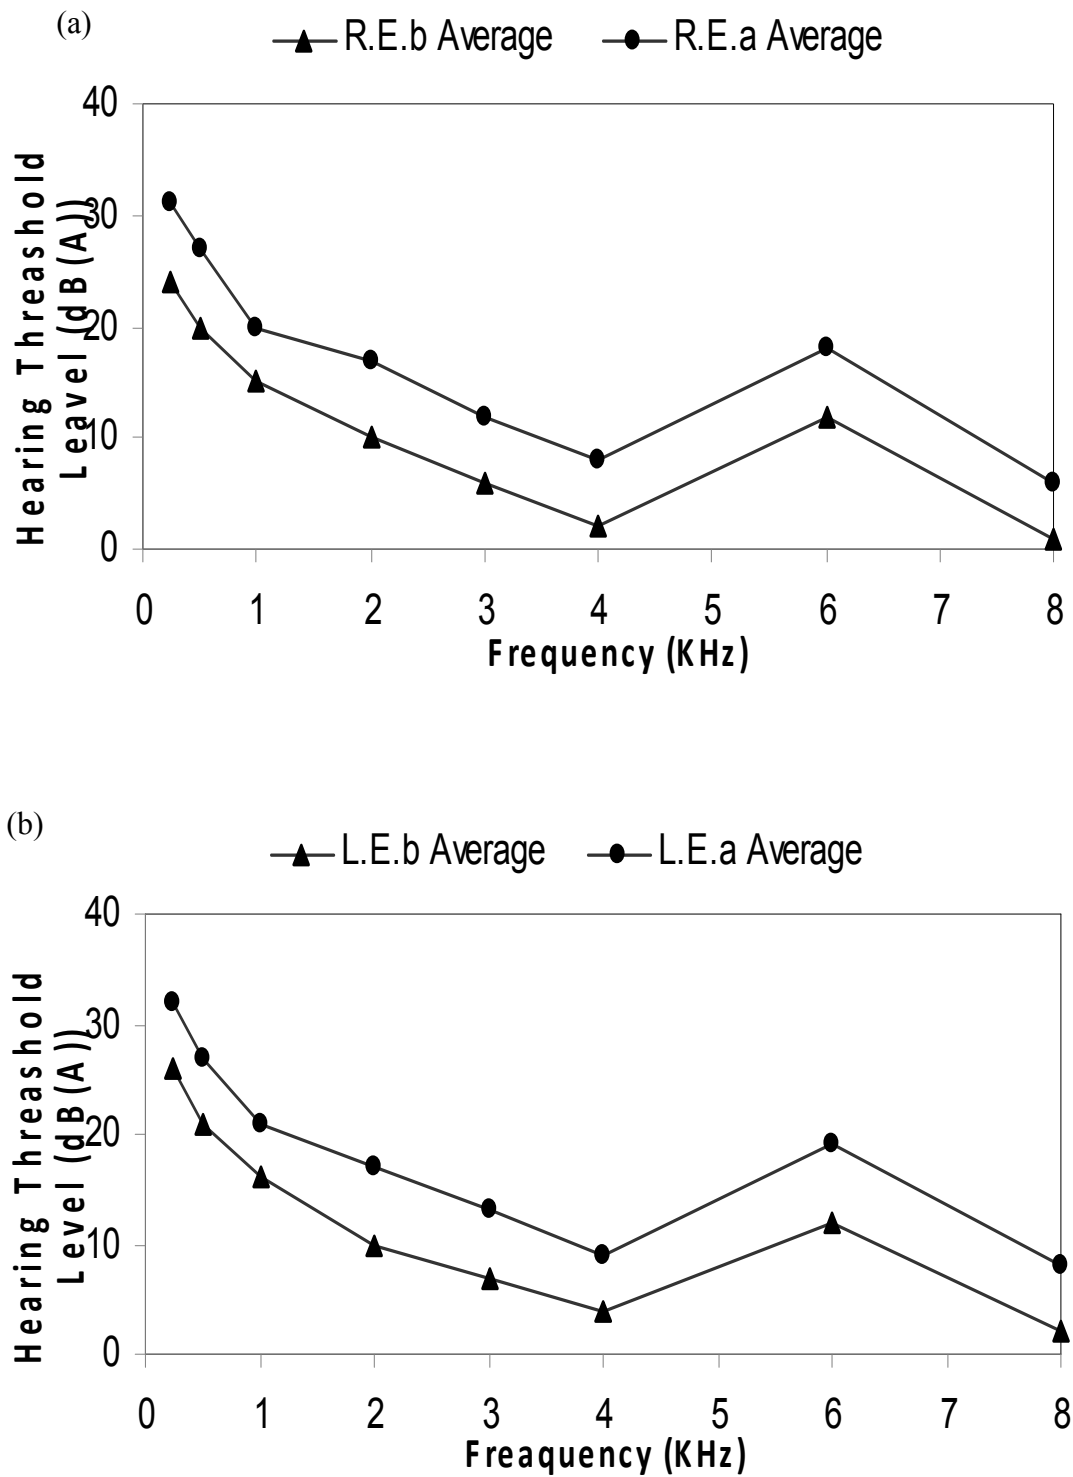 (a)
R.E.b Average R.E.a Average
40
30
20
10
0
Hearing Threashold
Leavel (dB(A))
0 1 2 3 4 5 6 7 8
Frequency (KHz)
(b)
L.E.b Average L.E.a Average
40
30
20
10
0
Hearing Threashold
Level (dB(A))
0 1 2 3 4 5 6 7 8
Freaquency (KHz)